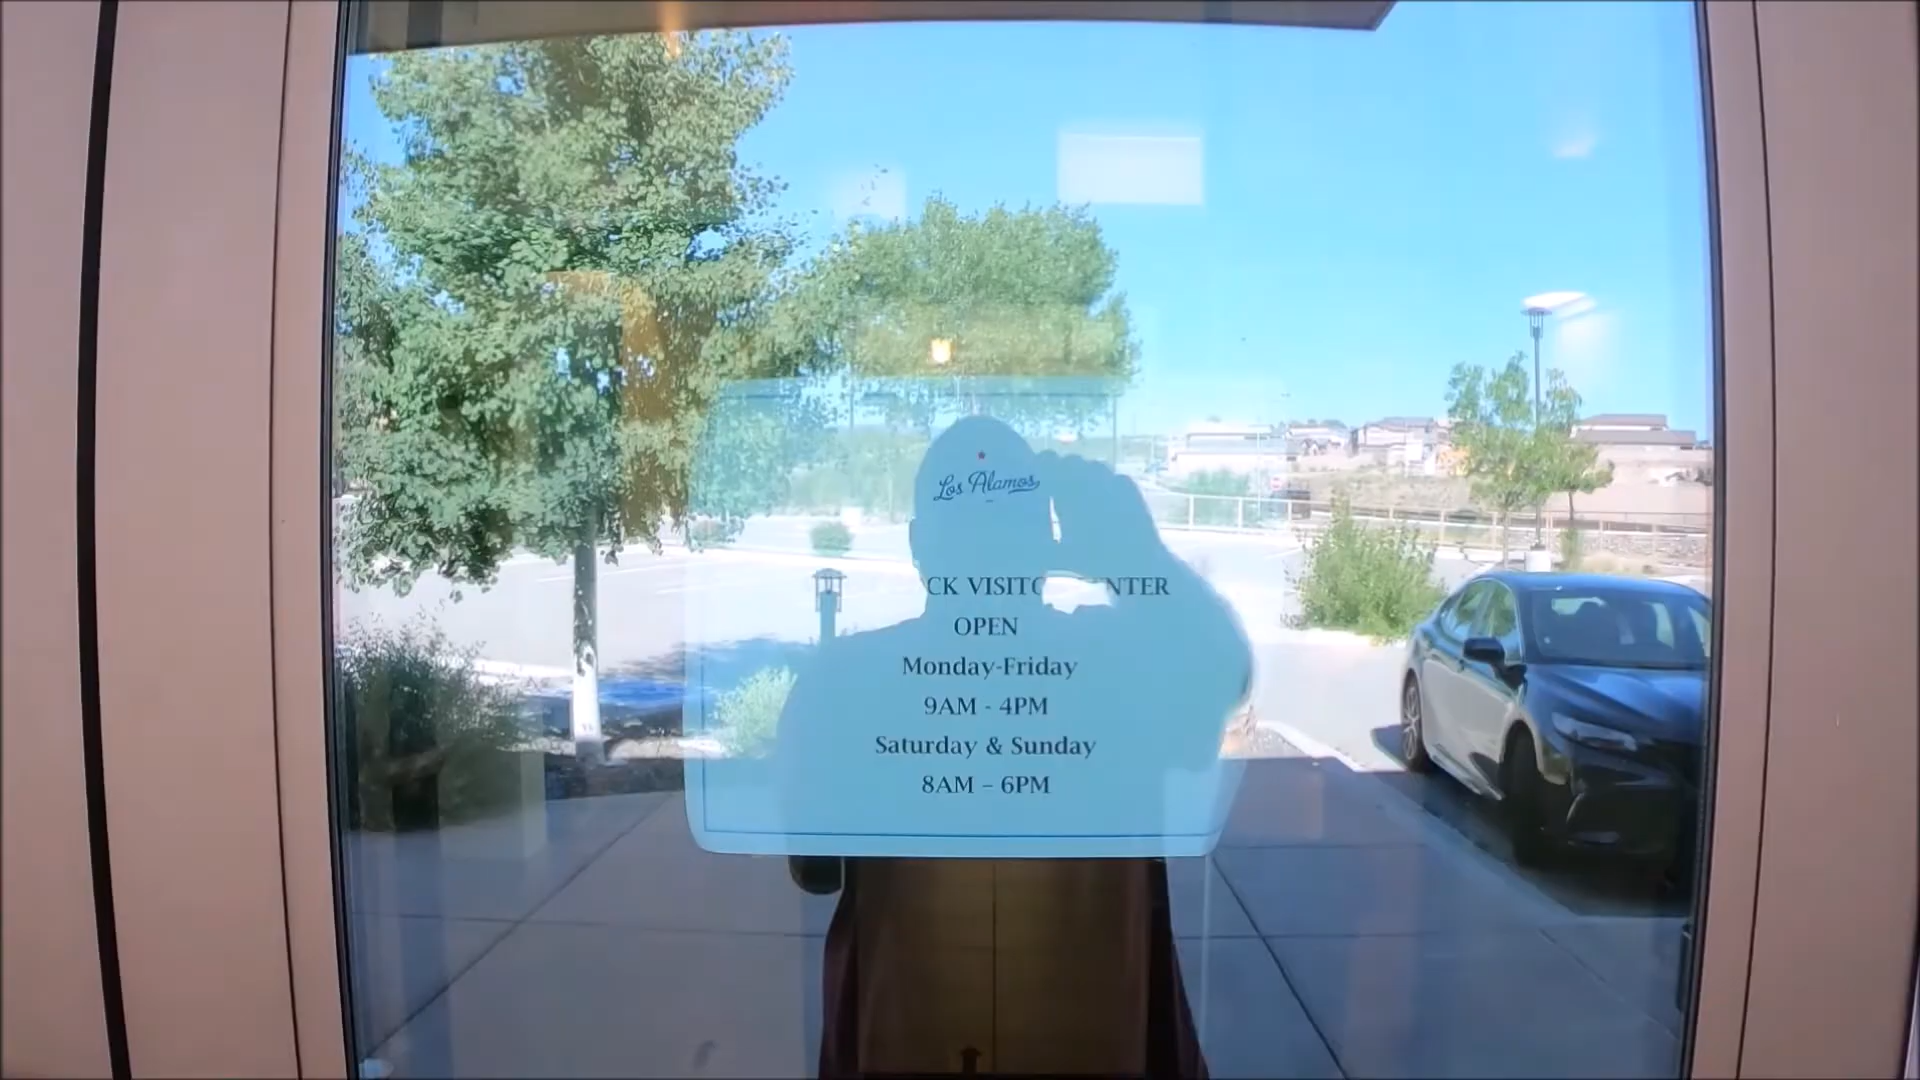 Los Alamos
OPEN
Monday-Friday
9AM - 4PM
Saturday & Sunday
8AM – 6PM